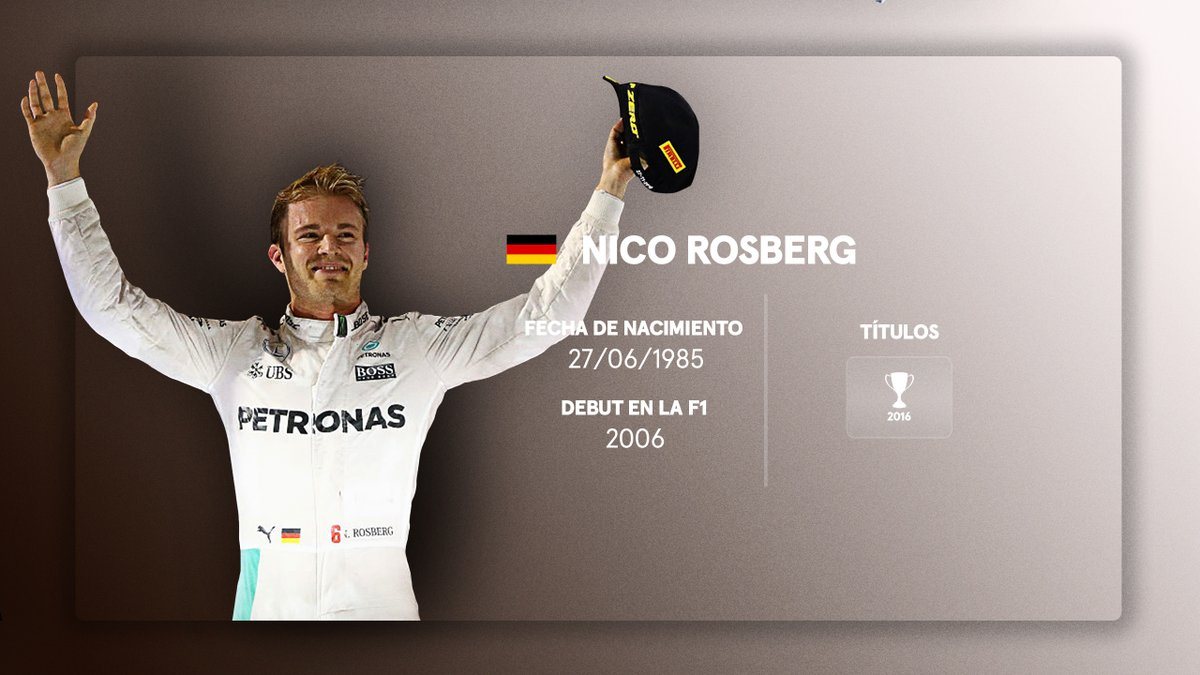 ZERO
PIRELLI
NICO ROSBERG
FECHA DE NACIMIENTO
27/06/1985
TÍTULOS
DEBUT EN LA F1
2006
2016
BOSS
PETRONAS
UBS
BOSS
PETRONAS
6 ROSBERG